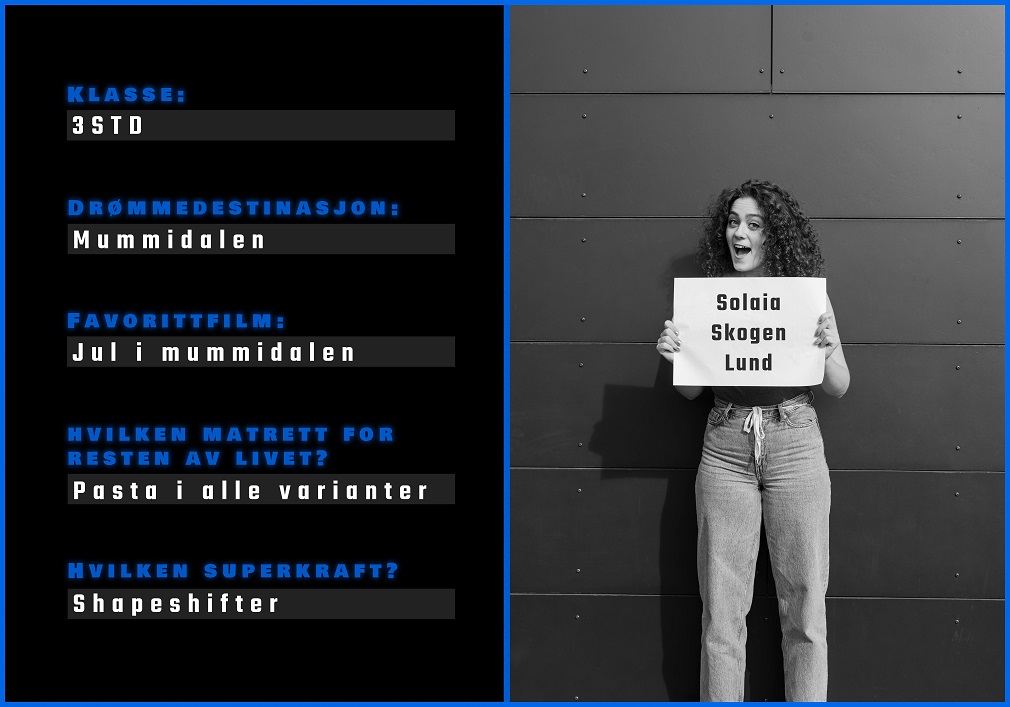 Klasse:
3STD
Drømmedestinasjon:
Mummidalen
Favorittfilm:
Jul i mummidalen
hvilken matrett for
resten av livet?
Pasta i alle varianter
Hvilken superkraft?
Shapeshifter
Solaia
Skogen
Lund